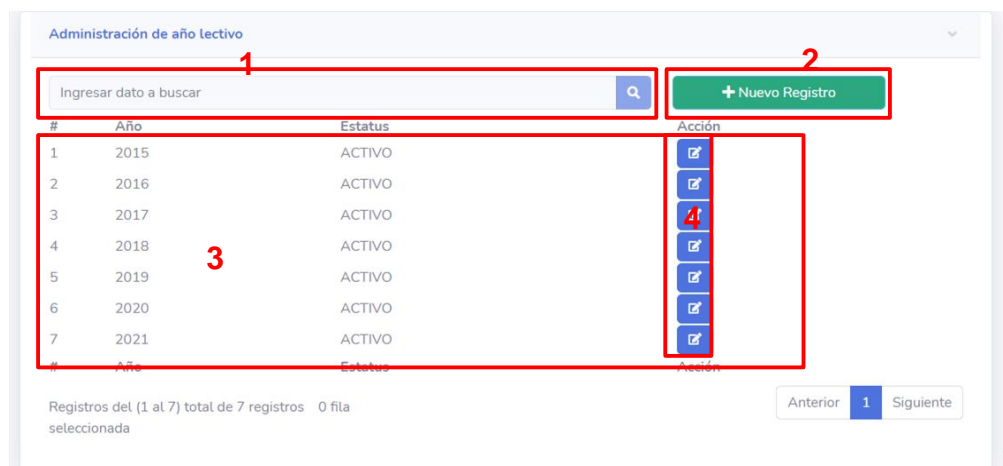 Administración de año lectivo
1
2
Ingresar dato a buscar
Nuevo Registro
# Año Estatus Acción
1 2015 ACTIVO
2 2016 ACTIVO
3 2017 ACTIVO
4
4 2018 ACTIVO
3
5 2019 ACTIVO
6 2020 ACTIVO
7 2021 ACTIVO
# Año Estatus Acción
Registros del (1 al 7) total de 7 registros 0 fila
seleccionada
Anterior 1 Siguiente